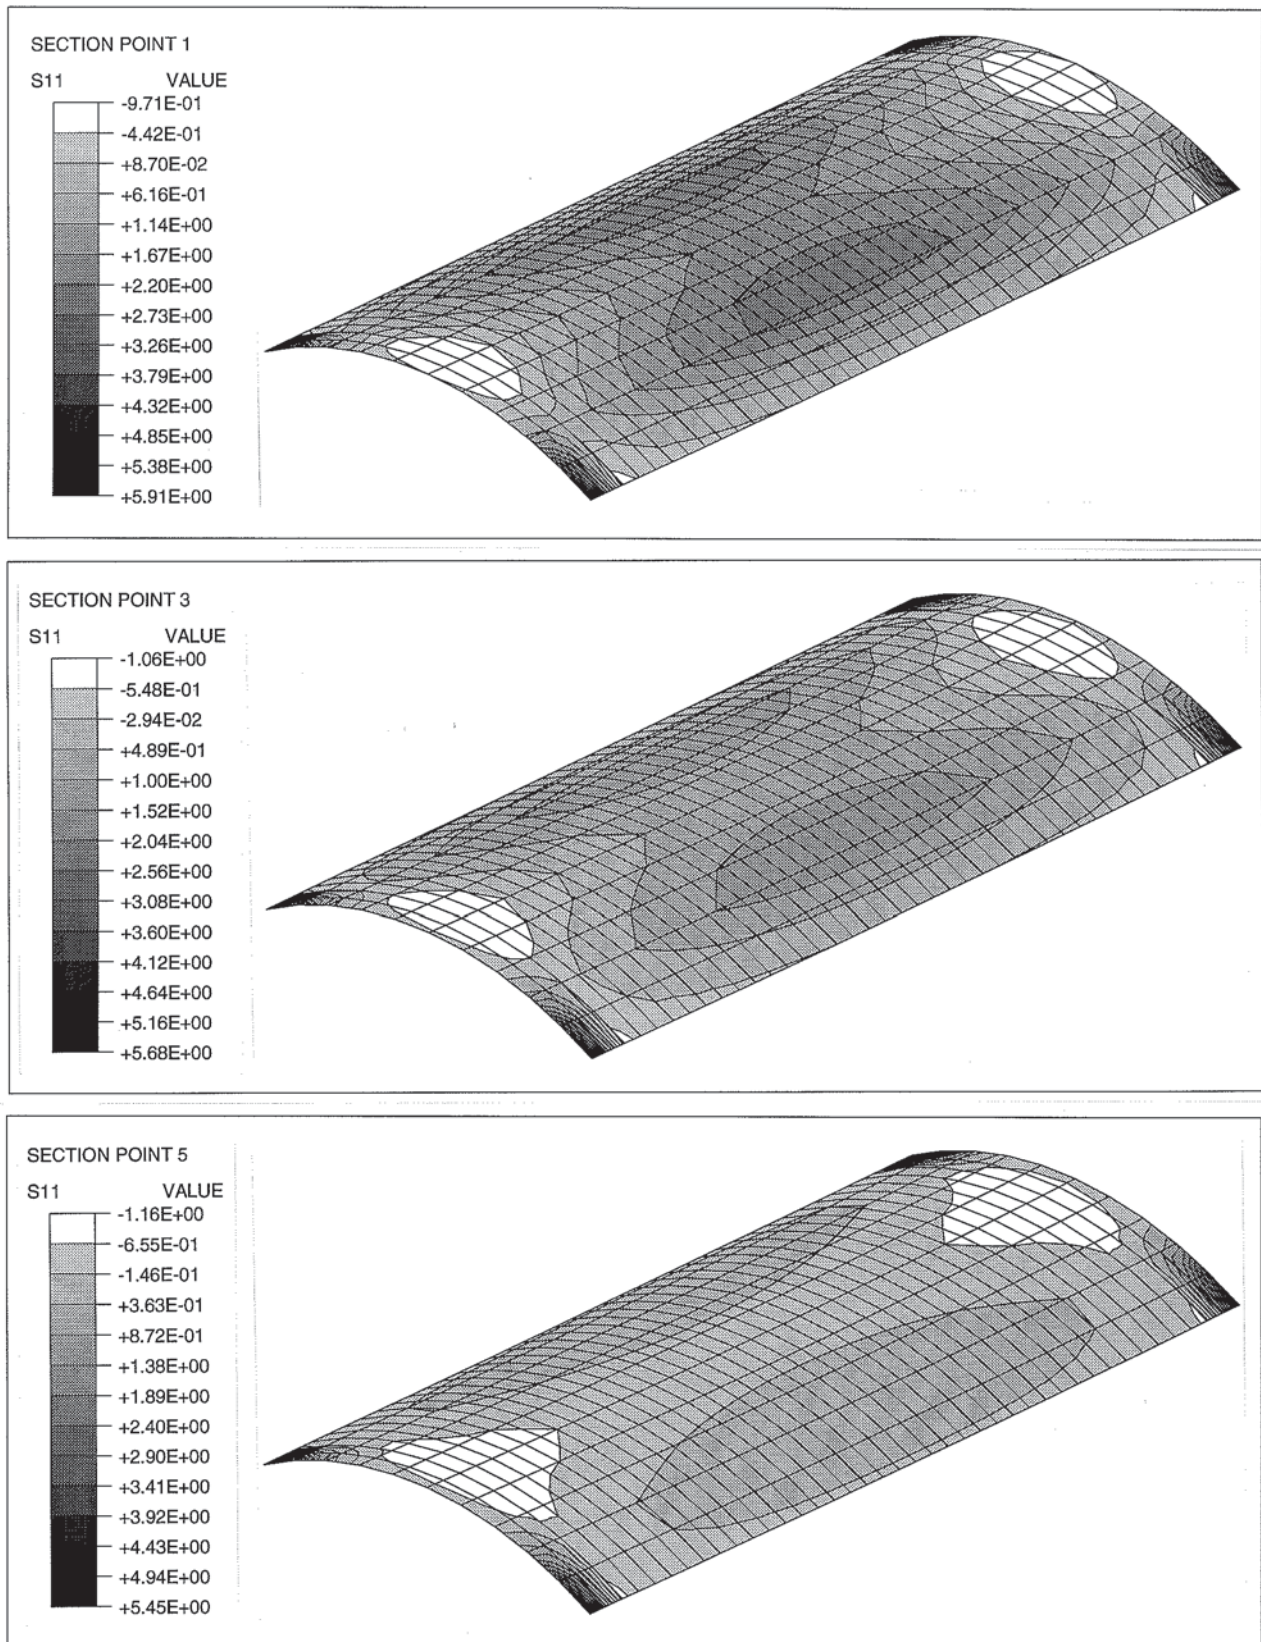 SECTION POINT 1
S11 VALUE
-9.71E-01
-4.42E-01
+8.70E-02
+6.16E-01
+1.14E+00
+1.67E+00
+2.20E+00
+2.73E+00
+3.26E+00
+3.79E+00
+4.32E+00
+4.85E+00
+5.38E+00
+5.91E+00
SECTION POINT 3
S11 VALUE
-1.06E+00
-5.48E-01
-2.94E-02
+4.89E-01
+1.00E+00
+1.52E+00
+2.04E+00
+2.56E+00
+3.08E+00
+3.60E+00
+4.12E+00
+4.64E+00
+5.16E+00
+5.68E+00
SECTION POINT 5
S11 VALUE
-1.16E+00
-6.55E-01
-1.46E-01
+3.63E-01
+8.72E-01
+1.38E+00
+1.89E+00
+2.40E+00
+2.90E+00
+3.41E+00
+3.92E+00
+4.43E+00
+4.94E+00
+5.45E+00